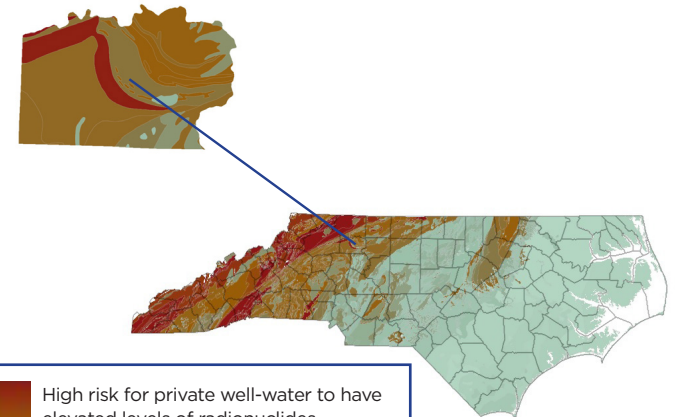 High risk for private well-water to have
elevated levels of radionuclides